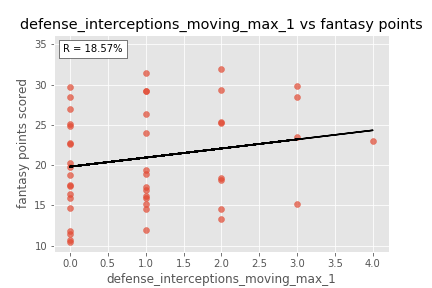 defense_interceptions_moving_max_1 vs fantasy points
R = 18.57%
fantasy points scored
35
30
25
20
15
10
0.0 0.5 1.0 1.5 2.0 2.5 3.0 3.5 4.0
defense_interceptions_moving_max_1